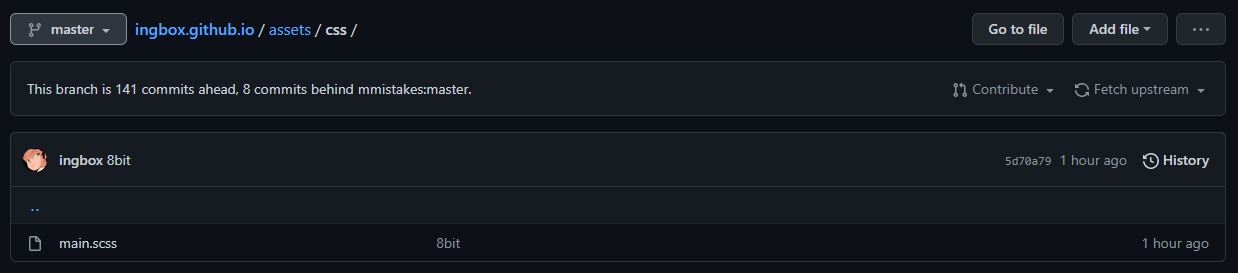 master ingbox.github.io / assets / css / Go to file Add file ...
This branch is 141 commits ahead, 8 commits behind mmistakes:master. Contribute Fetch upstream
ingbox 8bit 5d70a79 1 hour ago History
..
main.scss 8bit 1 hour ago